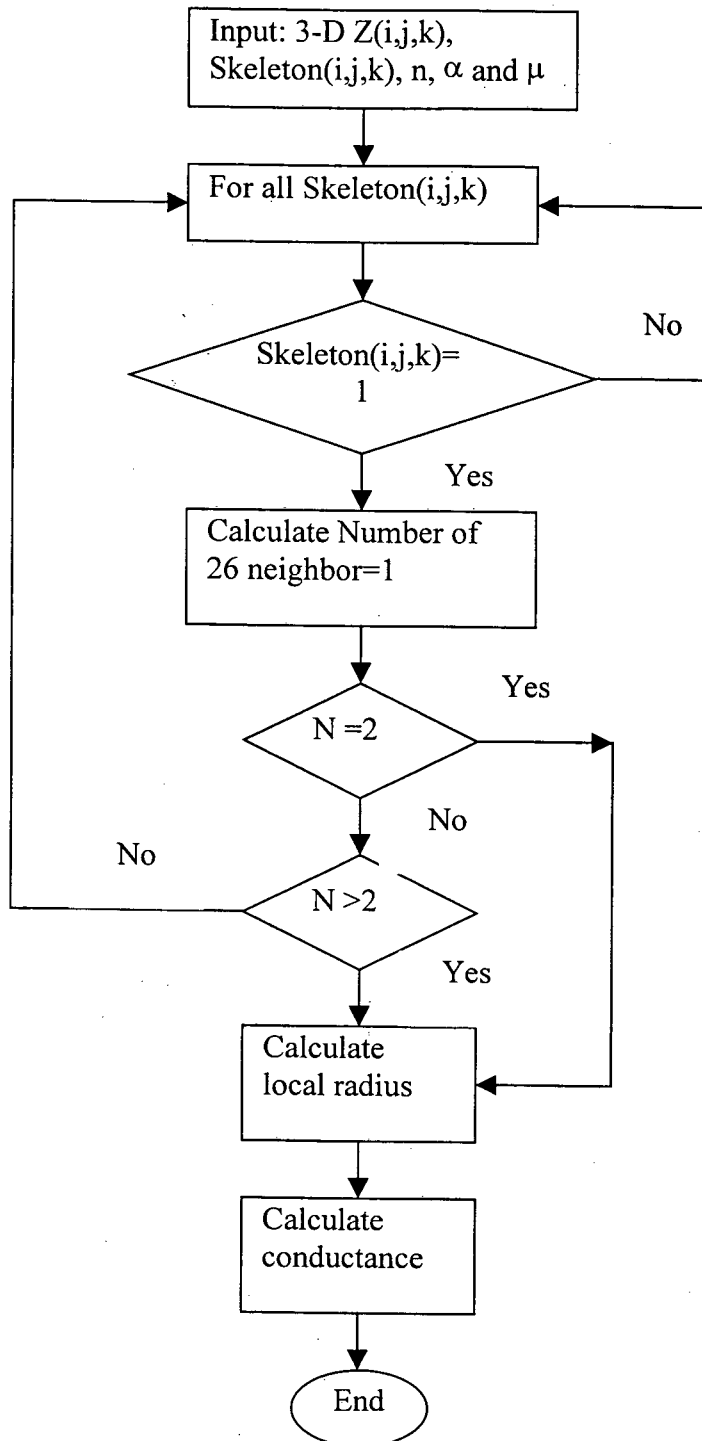 Input: 3-D Z(i,j,k),
Skeleton(i,j,k), n, α and μ
For all Skeleton(i,j,k)
No
Skeleton(i,j,k)=
1
Yes
Calculate Number of
26 neighbor=1
Yes
N =2
No
No
N >2
Yes
Calculate
local radius
Calculate
conductance
End